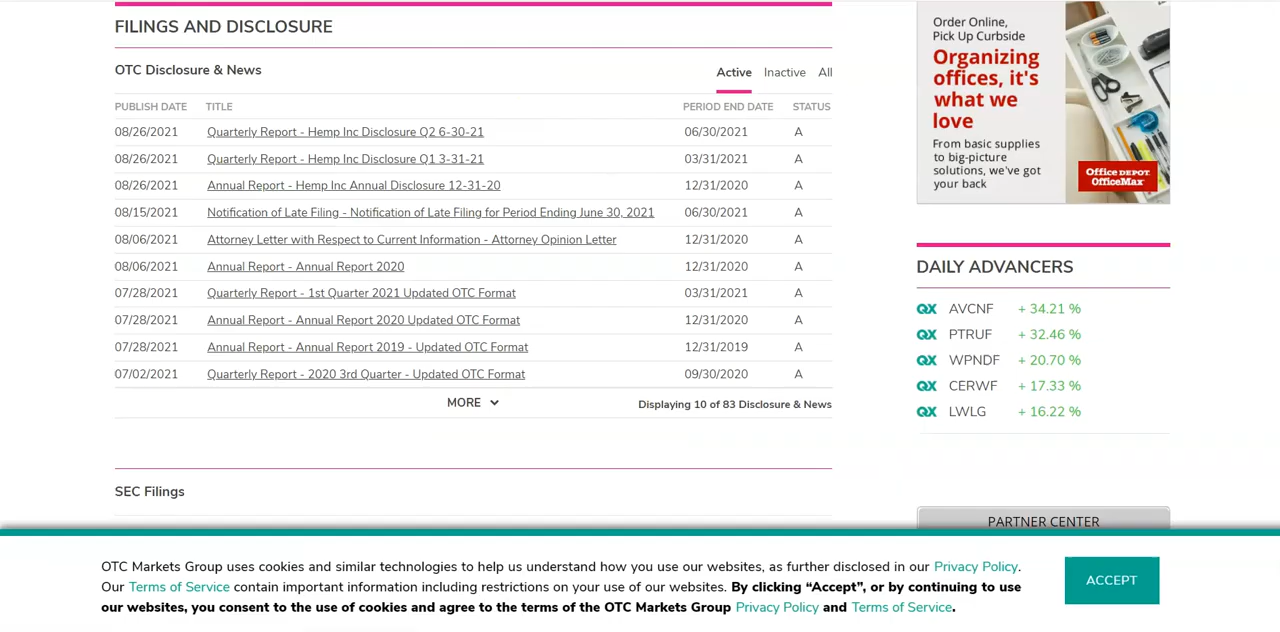 FILINGS AND DISCLOSURE
OTC Disclosure & News
Active Inactive All
PUBLISH DATE TITLE PERIOD END DATE STATUS
08/26/2021 Quarterly Report - Hemp Inc Disclosure Q2 6-30-21 06/30/2021 A
08/26/2021 Quarterly Report - Hemp Inc Disclosure Q1 3-31-21 03/31/2021 A
08/26/2021 Annual Report - Hemp Inc Annual Disclosure 12-31-20 12/31/2020 A
08/15/2021 Notification of Late Filing - Notification of Late Filing for Period Ending June 30, 2021 06/30/2021 A
08/06/2021 Attorney Letter with Respect to Current Information - Attorney Opinion Letter 12/31/2020 A
08/06/2021 Annual Report - Annual Report 2020 12/31/2020 A
07/28/2021 Quarterly Report - 1st Quarter 2021 Updated OTC Format 03/31/2021 A
07/28/2021 Annual Report - Annual Report 2020 Updated OTC Format 12/31/2020 A
07/28/2021 Annual Report - Annual Report 2019 - Updated OTC Format 12/31/2019 A
07/02/2021 Quarterly Report - 2020 3rd Quarter - Updated OTC Format 09/30/2020 A
MORE
Displaying 10 of 83 Disclosure & News
SEC Filings
Order Online,
Pick Up Curbside
Organizing
offices, it's
what we
love
From basic supplies
to big-picture
solutions, we've got
your back
Office DEPOT
OfficeMax
DAILY ADVANCERS
QX AVCNF + 34.21 %
QX PTRUF + 32.46 %
QX WPNDF + 20.70 %
QX CERWF + 17.33 %
QX LWLG + 16.22 %
PARTNER CENTER
OTC Markets Group uses cookies and similar technologies to help us understand how you use our websites, as further disclosed in our Privacy Policy.
Our Terms of Service contain important information including restrictions on your use of our websites. By clicking “Accept”, or by continuing to use
our websites, you consent to the use of cookies and agree to the terms of the OTC Markets Group Privacy Policy and Terms of Service.
ACCEPT